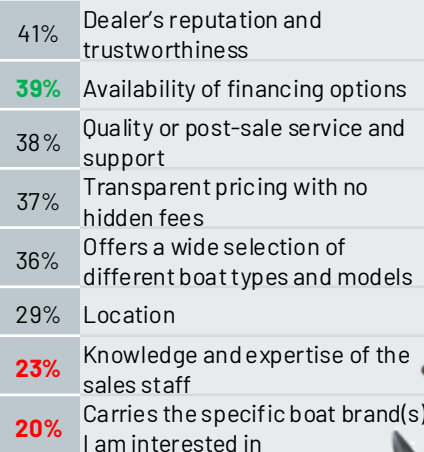 41% Dealer's reputation and
trustworthiness
39% Availability of financing options
38% Quality or post-sale service and
support
37% Transparent pricing with no
hidden fees
36% Offers a wide selection of
different boat types and models
29% Location
23% Knowledge and expertise of the
sales staff
20% Carries the specific boat brand(s)
I am interested in